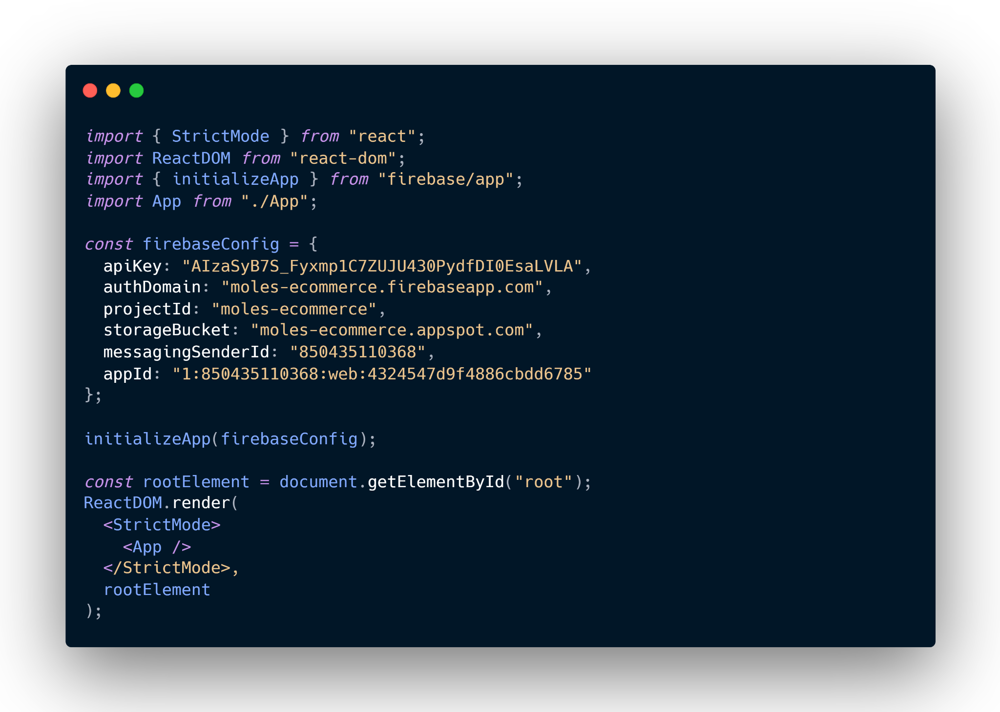 import { StrictMode } from "react";
import ReactDOM from "react-dom";
import { initializeApp } from "firebase/app";
import App from "./App";

const firebaseConfig = {
  apiKey: "AIzaSyB7S_Fyxmp1C7ZUJU430PydfDI0EsaLVLA",
  authDomain: "moles-ecommerce.firebaseapp.com",
  projectId: "moles-ecommerce",
  storageBucket: "moles-ecommerce.appspot.com",
  messagingSenderId: "850435110368",
  appId: "1:850435110368:web:4324547d9f4886cbdd6785"
};

initializeApp(firebaseConfig);

const rootElement = document.getElementById("root");
ReactDOM.render(
  <StrictMode>
    <App />
  </StrictMode>,
  rootElement
);